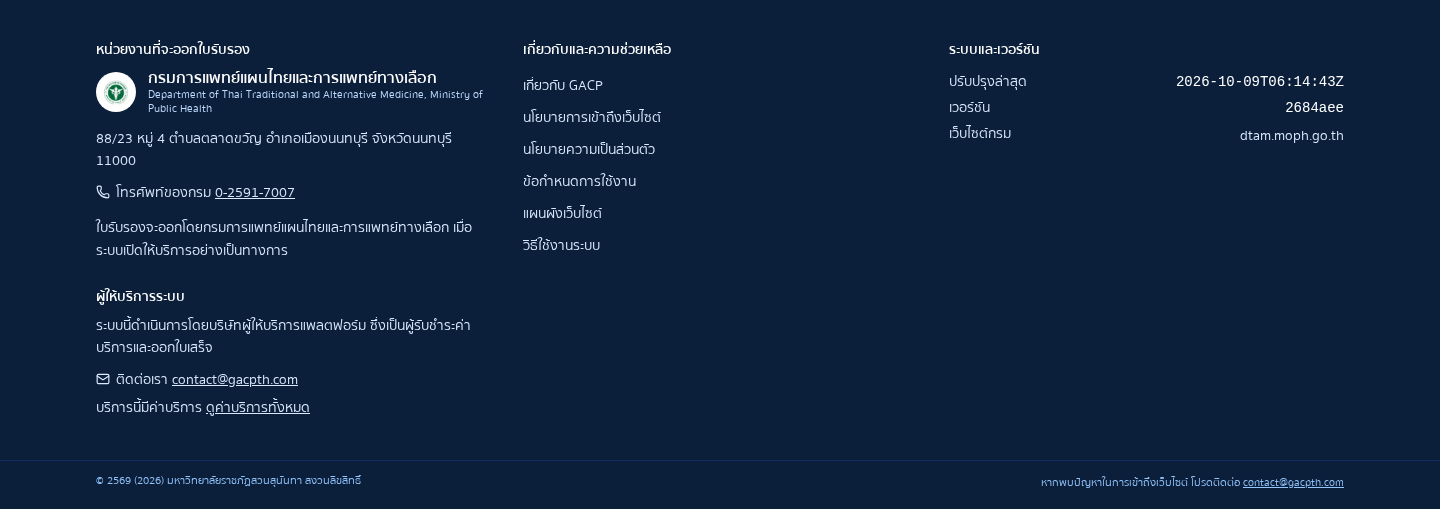 หน่วยงานที่จะออกใบรับรอง
กรมการแพทย์แผนไทยและการแพทย์ทางเลือก
Department of Thai Traditional and Alternative Medicine, Ministry of
Public Health
88/23 หมู่ 4 ตำบลตลาดขวัญ อำเภอเมืองนนทบุรี จังหวัดนนทบุรี
11000
โทรศัพท์ของกรม 0-2591-7007
ใบรับรองจะออกโดยกรมการแพทย์แผนไทยและการแพทย์ทางเลือก เมื่อ
ระบบเปิดให้บริการอย่างเป็นทางการ
ผู้ให้บริการระบบ
ระบบนี้ดำเนินการโดยบริษัทผู้ให้บริการแพลตฟอร์ม ซึ่งเป็นผู้รับชำระค่า
บริการและออกใบเสร็จ
ติดต่อเรา contact@gacpth.com
บริการนี้มีค่าบริการ ดูค่าบริการทั้งหมด
เกี่ยวกับและความช่วยเหลือ
เกี่ยวกับ GACP
นโยบายการเข้าถึงเว็บไซต์
นโยบายความเป็นส่วนตัว
ข้อกำหนดการใช้งาน
แผนผังเว็บไซต์
วิธีใช้งานระบบ
ระบบและเวอร์ชัน
ปรับปรุงล่าสุด 2026-10-09T06:14:43Z
เวอร์ชัน 2684aee
เว็บไซต์กรม dtam.moph.go.th
© 2569 (2026) มหาวิทยาลัยราชภัฏสวนสุนันทา สงวนลิขสิทธิ์
หากพบปัญหาในการเข้าถึงเว็บไซต์ โปรดติดต่อ contact@gacpth.com